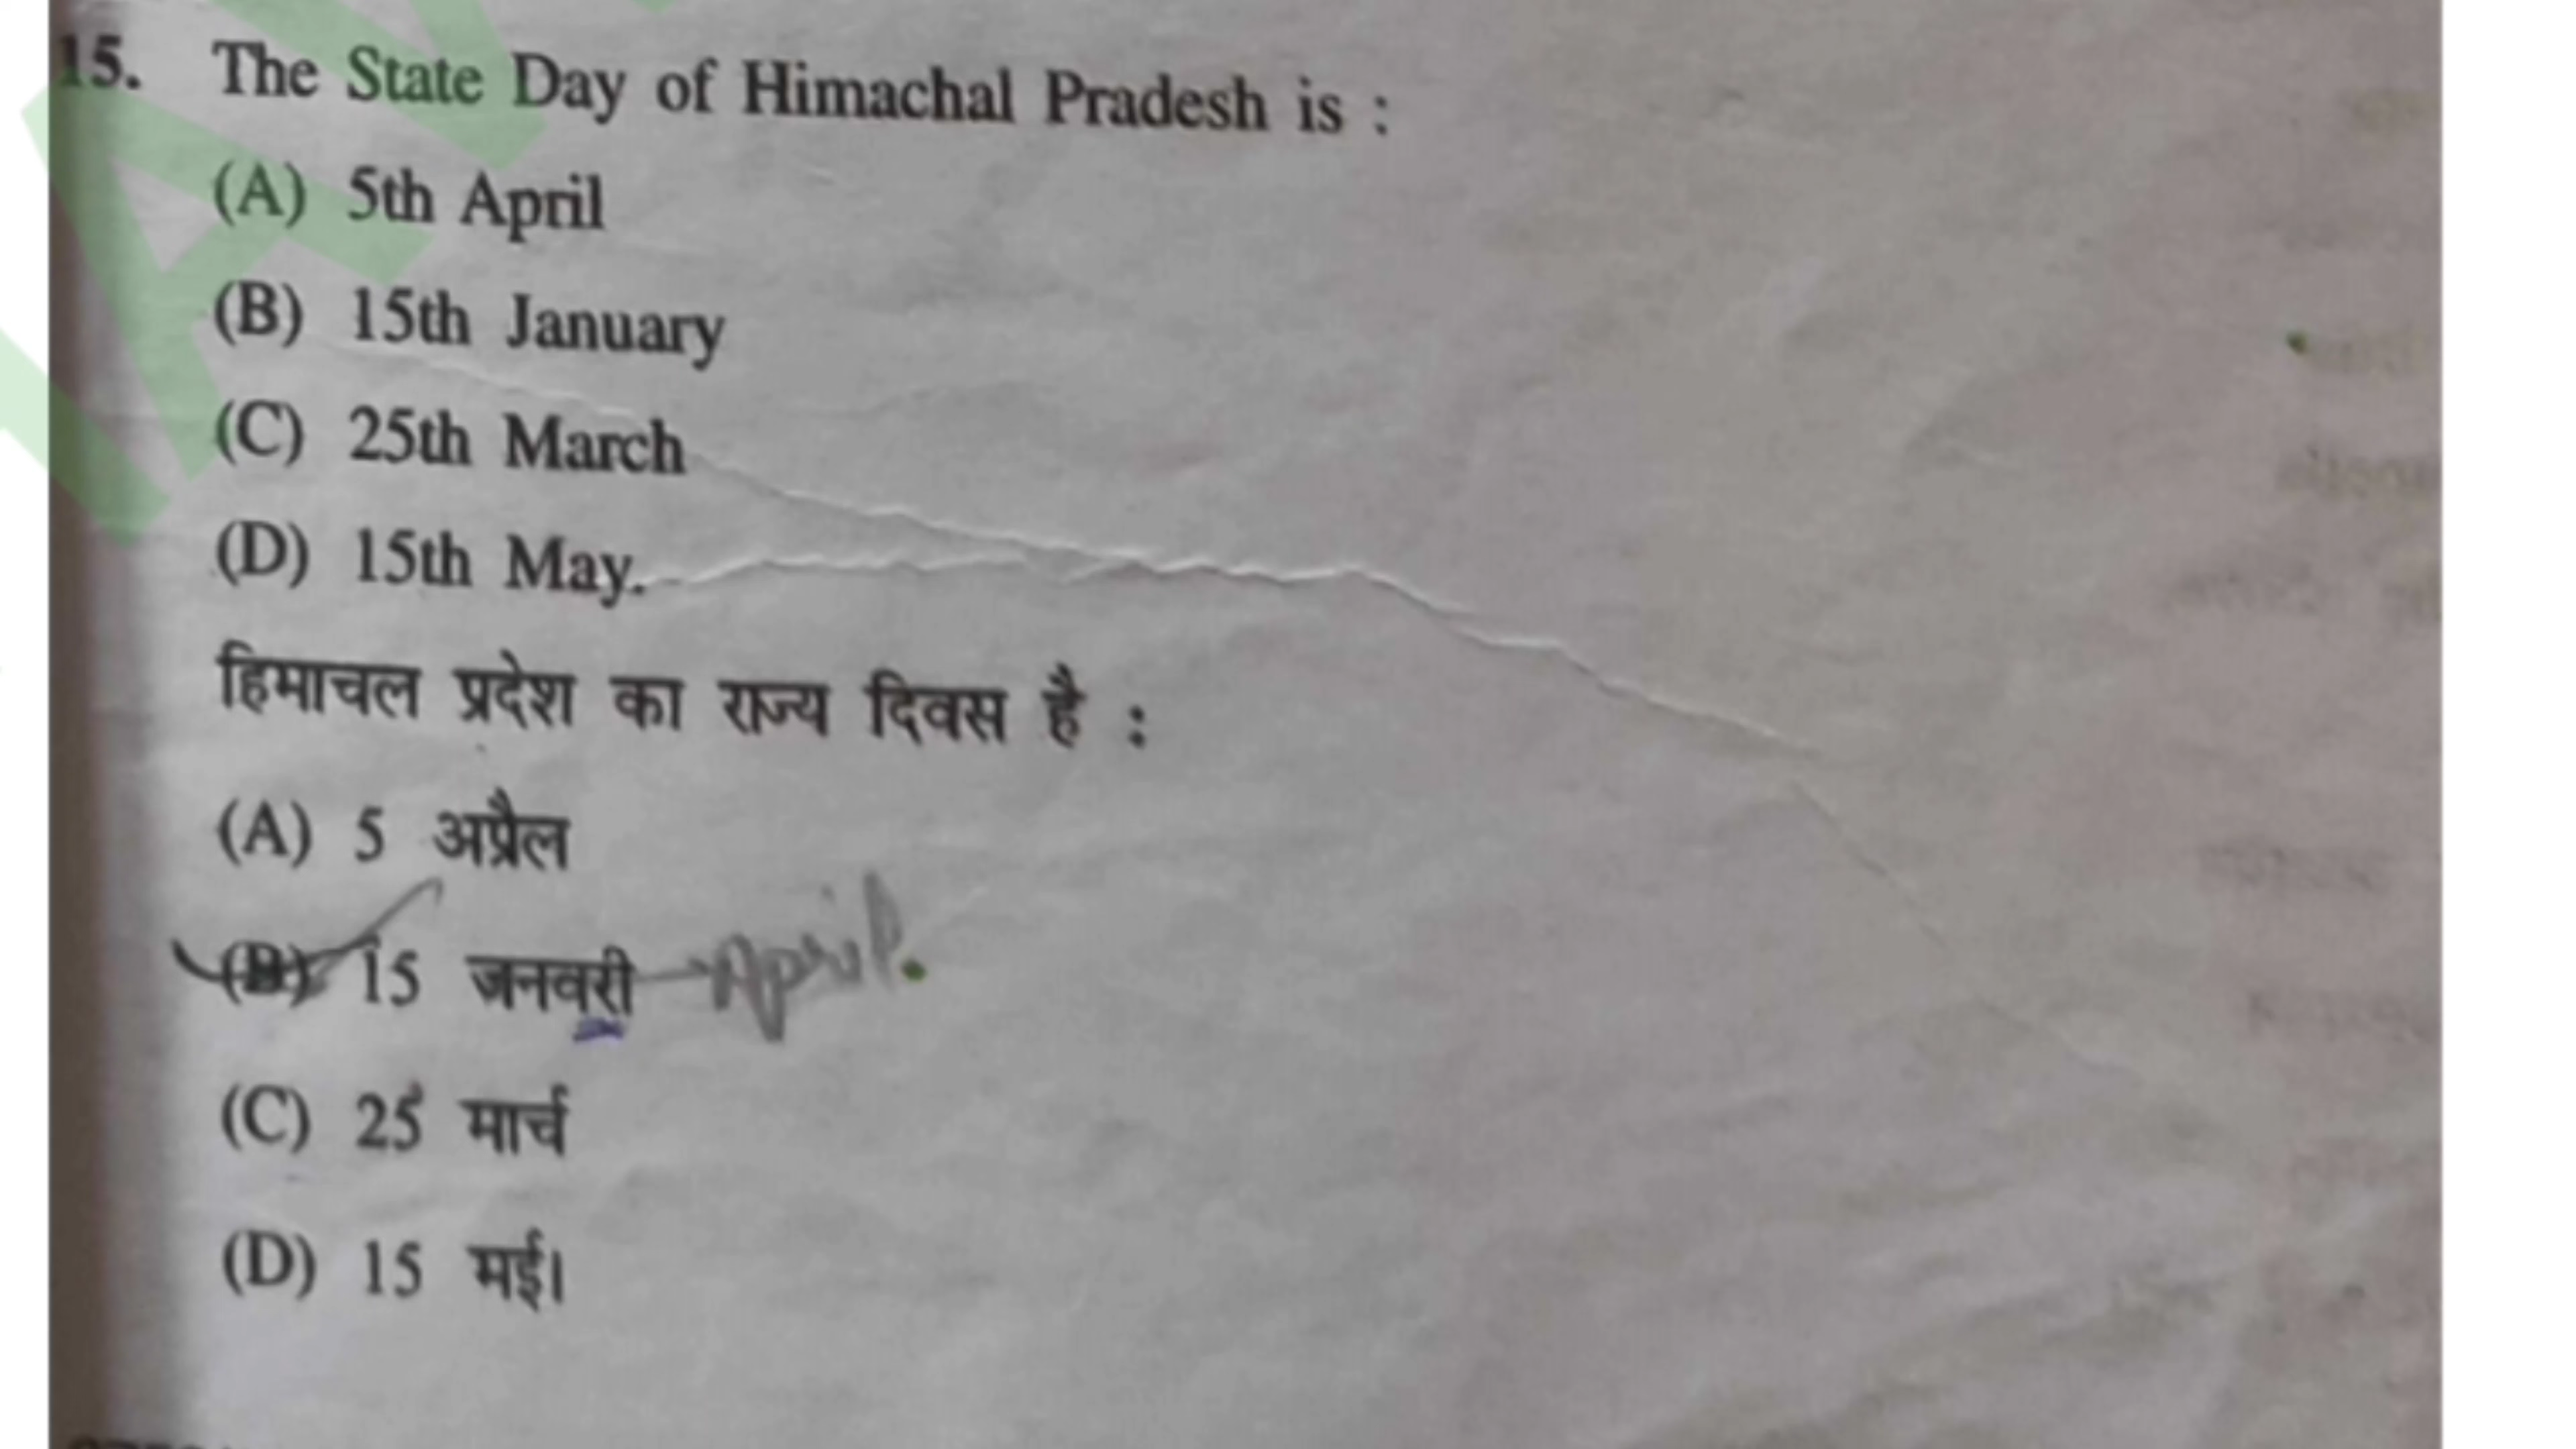 15. The State Day of Himachal Pradesh is :
(A) 5th April
(B) 15th January
(C) 25th March
(D) 15th May.
हिमाचल प्रदेश का राज्य दिवस है :
(A) 5 अप्रैल
(B) 15 जनवरी April.
(C) 25 मार्च
(D) 15 मई।